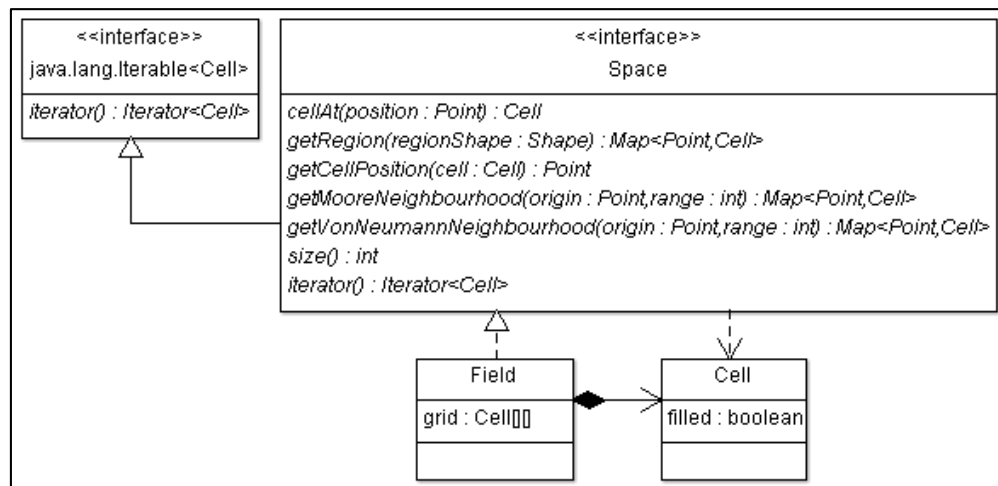 <<interface>>
java.lang.Iterable<Cell>
iterator() : Iterator<Cell>
<<interface>>
Space
cellAt(position : Point) : Cell
getRegion(regionShape : Shape) : Map<Point,Cell>
getCellPosition(cell : Cell) : Point
getMooreNeighbourhood(origin : Point,range : int) : Map<Point,Cell>
getVonNeumannNeighbourhood(origin : Point,range : int) : Map<Point,Cell>
size() : int
iterator() : Iterator<Cell>
Field
grid : Cell[][]
Cell
filled : boolean